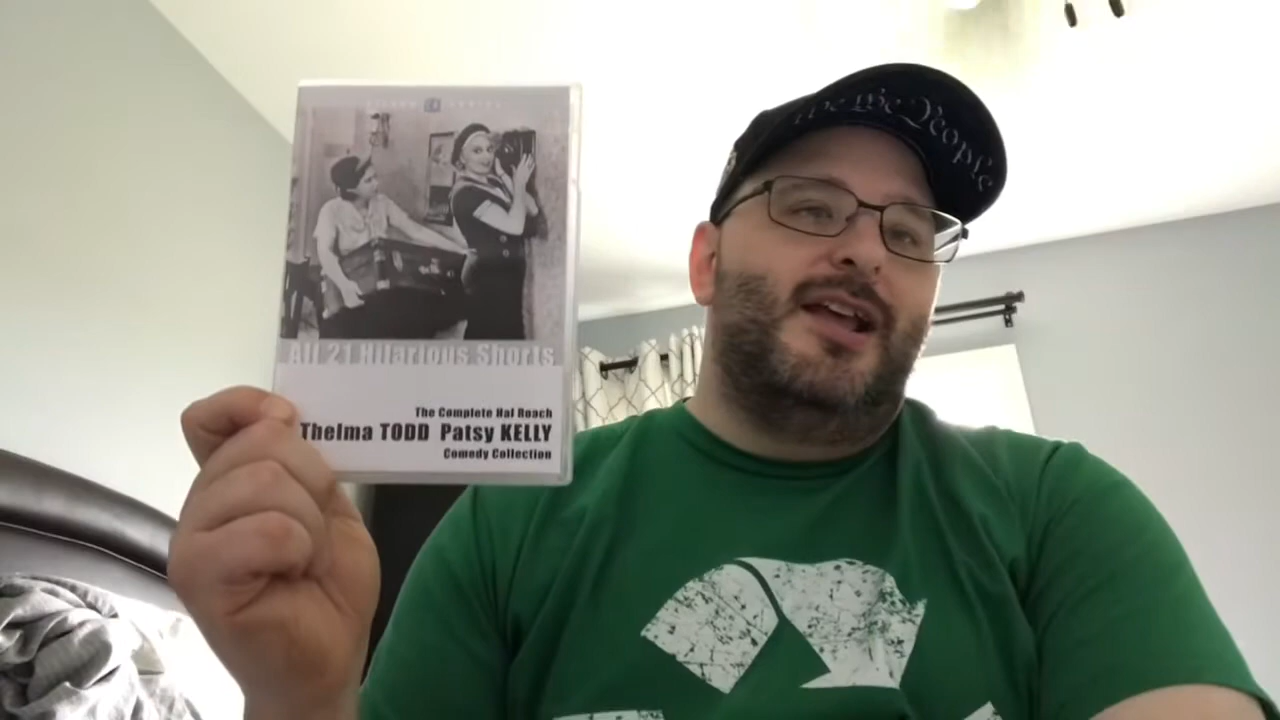 All 21 Hilarious Shorts
The Complete Hal Roach
Thelma TODD Patsy KELLY
Comedy Collection
We the People